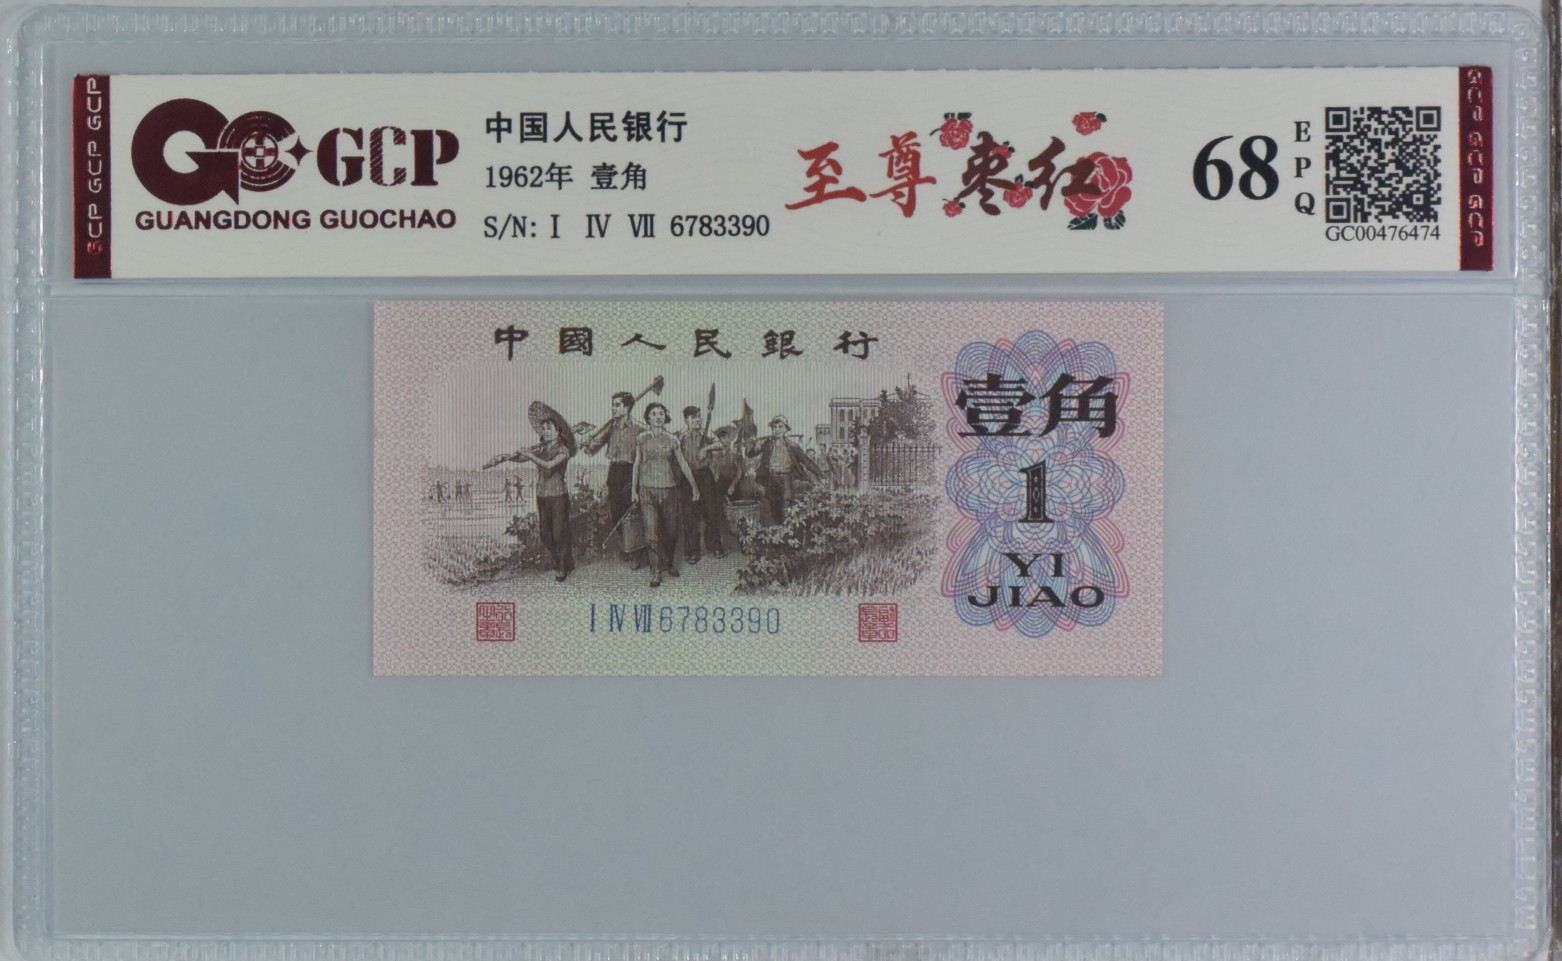 GCP GCP GCP
GCP
GUANGDONG GUOCHAO
中国人民银行
1962年 壹角
S/N: I IV VII 6783390
至尊枣红
68
EPQ
GC00476474
中國人民銀行
壹角
1
YI
JIAO
I IV VII 6783390